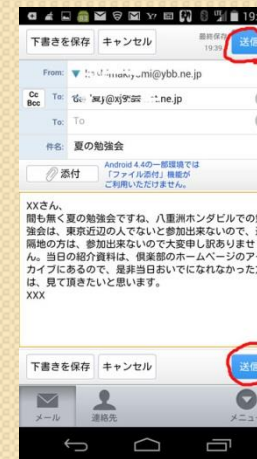 19
下書きを保存 キャンセル 最終保存 送信
19:39
From: mi@ybb.ne.jp
Cc To: .ne.jp
Bcc
To: To
件名: 夏の勉強会
添付 Android 4.4の一部環境では
「ファイル添付」機能が
ご利用いただけません。
XXさん、
間も無く夏の勉強会ですね、八重洲ホンダビルでの
強会は、東京近辺の人でないと参加出来ないので、
隔地の方は、参加出来ないので大変申し訳ありませ
ん。当日の紹介資料は、倶楽部のホームページのアー
カイブにあるので、是非当日おいでになれなかった
は、見て頂きたいと思います。
XXX
下書きを保存 キャンセル 送信
メール 連絡先 メニュ